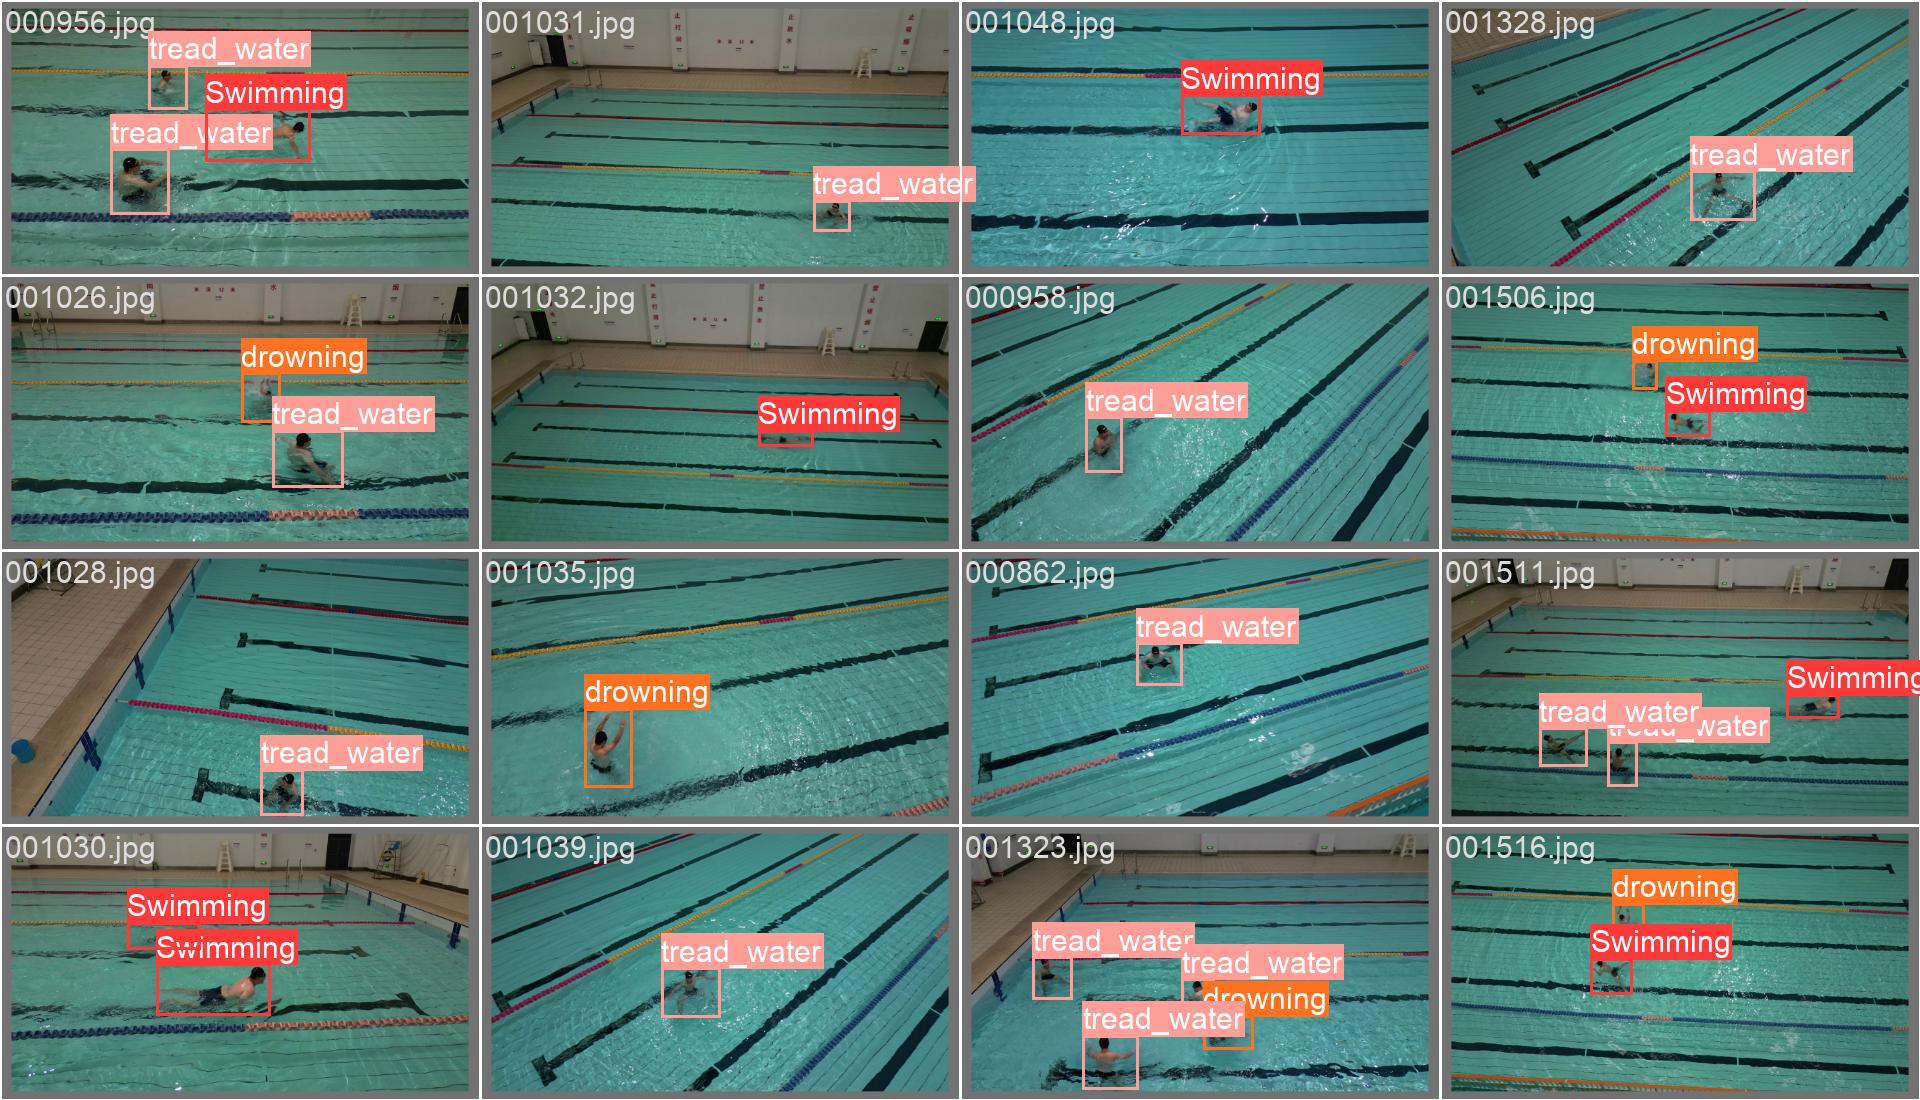 000956.jpg
tread_water
Swimming
tread_water
001031.jpg
tread_water
001048.jpg
Swimming
001328.jpg
tread_water
001026.jpg
drowning
tread_water
001032.jpg
Swimming
000958.jpg
tread_water
001506.jpg
drowning
Swimming
001028.jpg
tread_water
001035.jpg
drowning
000862.jpg
tread_water
001511.jpg
Swimming
tread_water
tread_water
001030.jpg
Swimming
Swimming
001039.jpg
tread_water
001323.jpg
tread_water
tread_water
drowning
tread_water
001516.jpg
drowning
Swimming